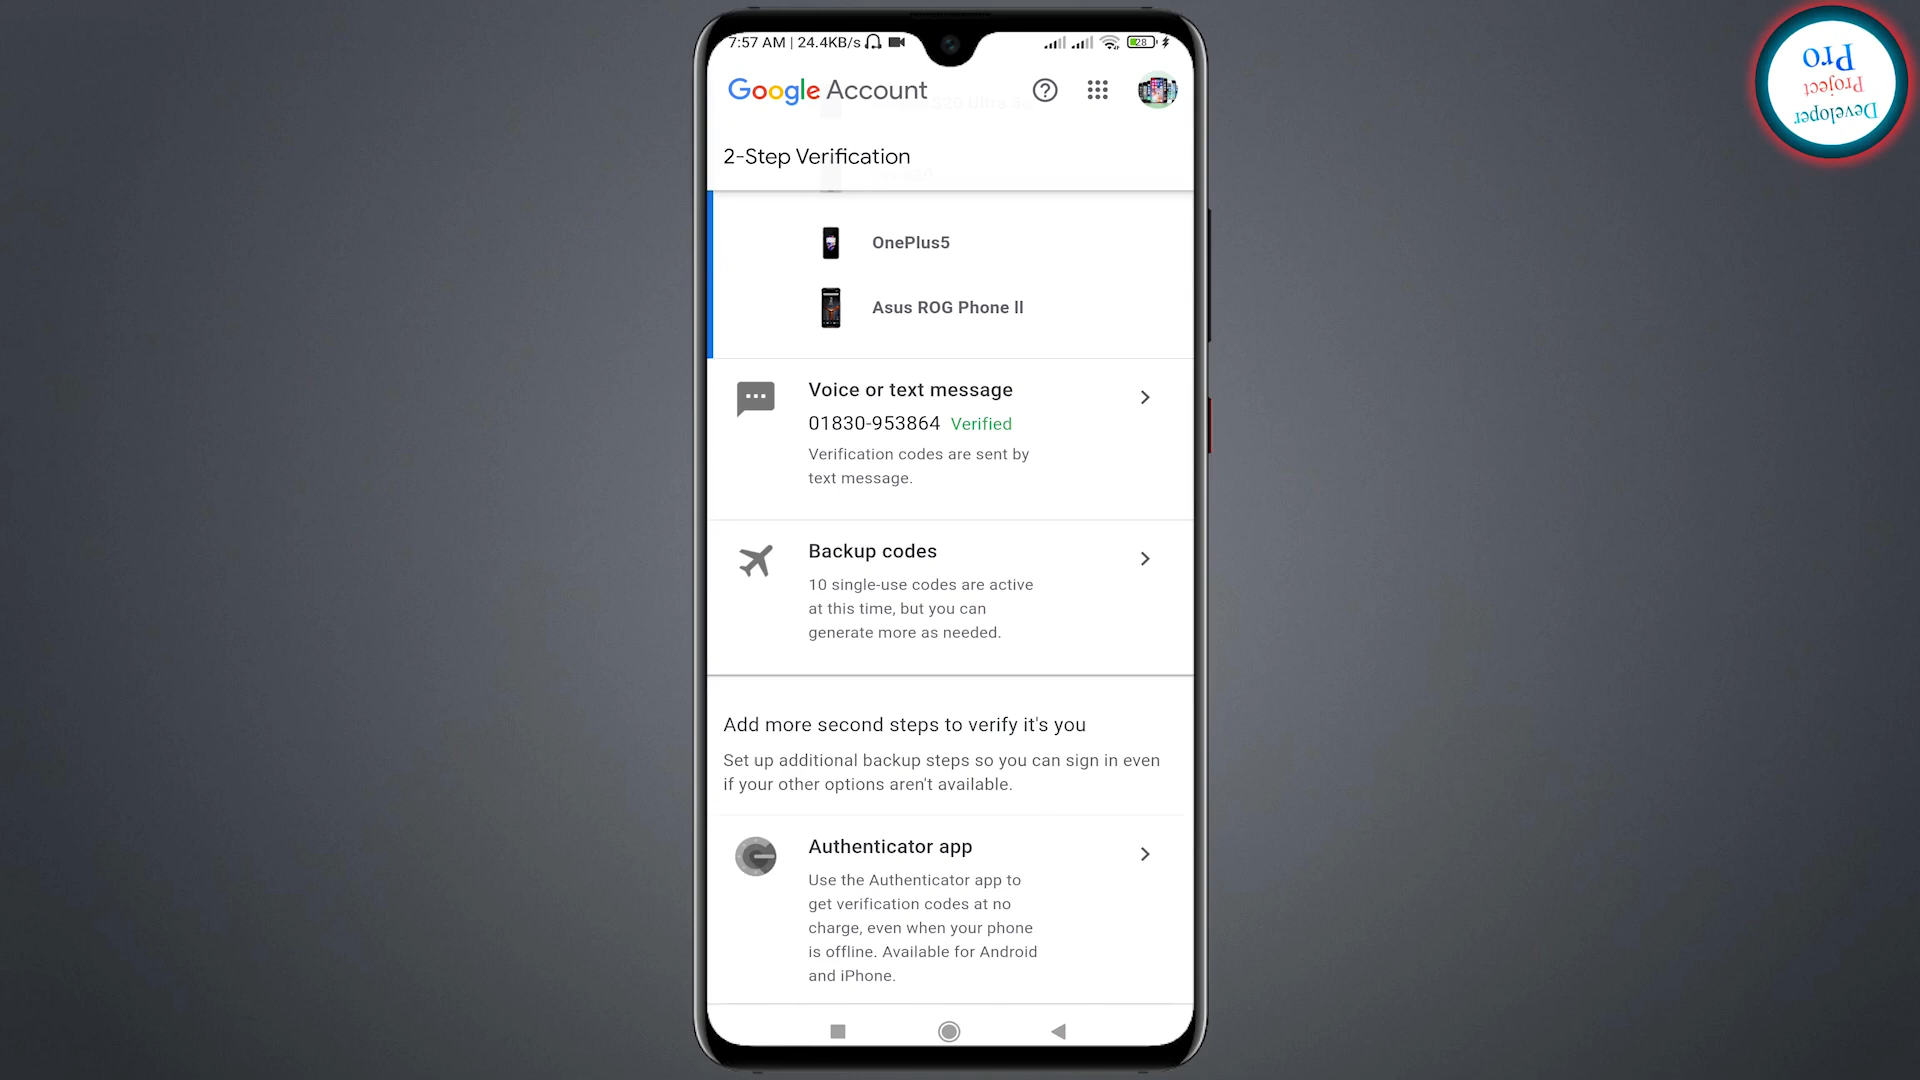 7:57 AM | 24.4KB/s
28
Google Account
2-Step Verification
OnePlus5
Asus ROG Phone II
Voice or text message
01830-953864 Verified
Verification codes are sent by
text message.
Backup codes
10 single-use codes are active
at this time, but you can
generate more as needed.
Add more second steps to verify it's you
Set up additional backup steps so you can sign in even
if your other options aren't available.
Authenticator app
Use the Authenticator app to
get verification codes at no
charge, even when your phone
is offline. Available for Android
and iPhone.
Developer
Project
Pro